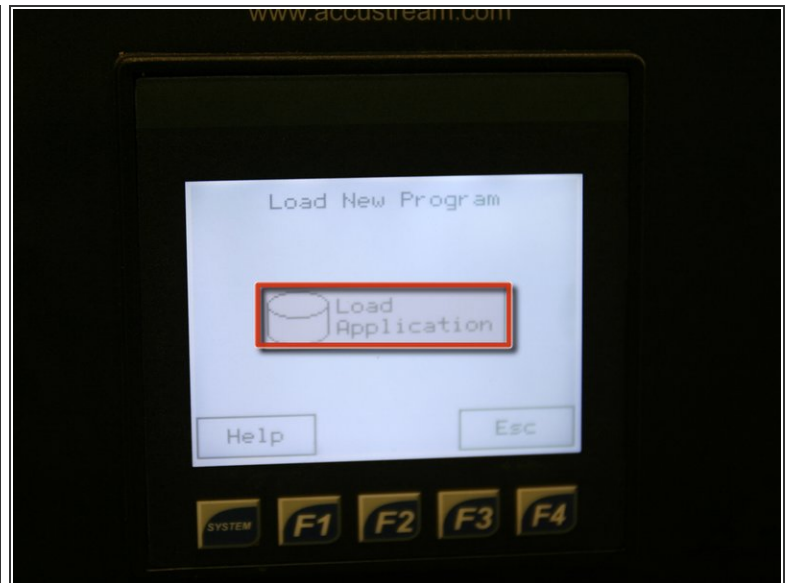 www.accustream.com
Load New Program
Load
Application
Help
Esc
SYSTEM
F1
F2
F3
F4